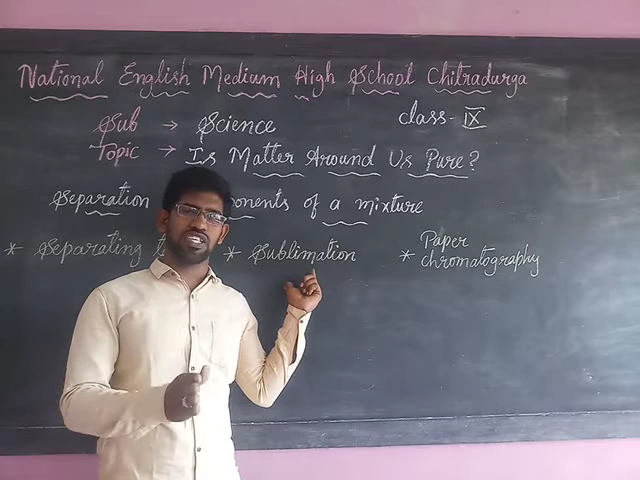 National English Medium High School Chitradurga
class - IX
Sub → Science
Topic → Is Matter Around Us Pure?
Separation of a mixture
* Separating * Sublimation * Paper chromatography